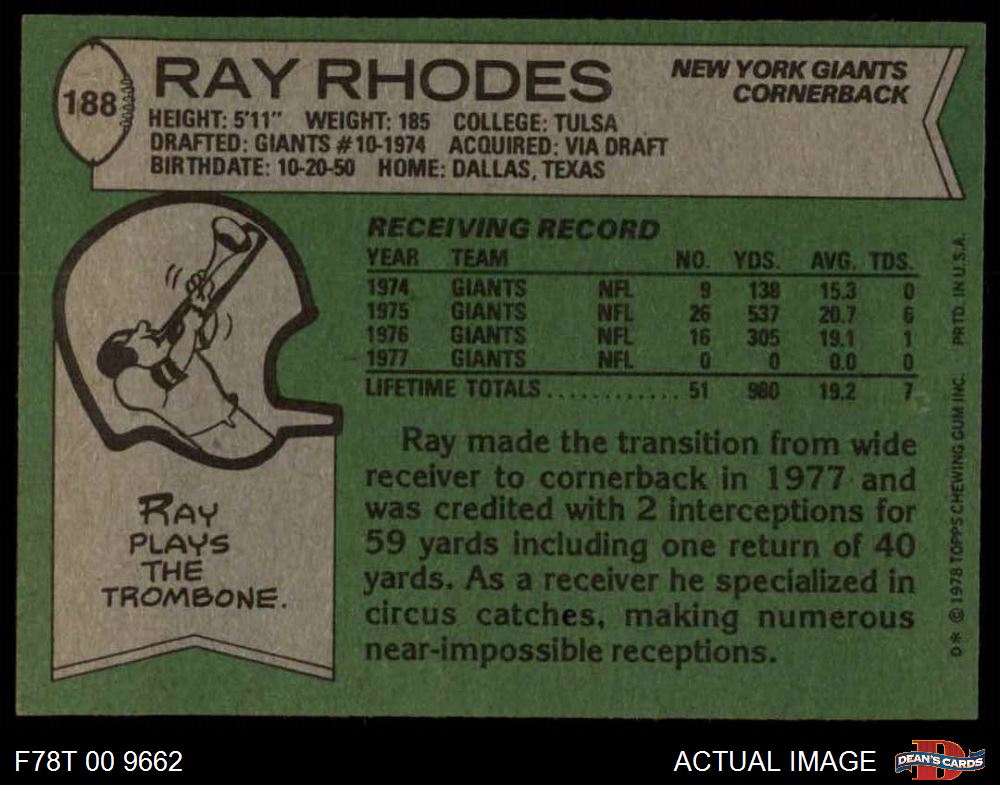 188
RAY RHODES
NEW YORK GIANTS
CORNERBACK
HEIGHT: 5'11" WEIGHT: 185 COLLEGE: TULSA
DRAFTED: GIANTS #10-1974 ACQUIRED: VIA DRAFT
BIRTHDATE: 10-20-50 HOME: DALLAS, TEXAS
RECEIVING RECORD
YEAR TEAM NO. YDS. AVG. TDS.
1974 GIANTS NFL 9 138 15.3 0
1975 GIANTS NFL 26 537 20.7 6
1976 GIANTS NFL 16 305 19.1 1
1977 GIANTS NFL 0 0 0.0 0
LIFETIME TOTALS............ 51 980 19.2 7
Ray made the transition from wide
receiver to cornerback in 1977 and
was credited with 2 interceptions for
59 yards including one return of 40
yards. As a receiver he specialized in
circus catches, making numerous
near-impossible receptions.
RAY
PLAYS
THE
TROMBONE.
D* © 1978 TOPPS CHEWING GUM INC. PRTD. IN U.S.A.
F78T 00 9662
ACTUAL IMAGE
DEAN'S CARDS